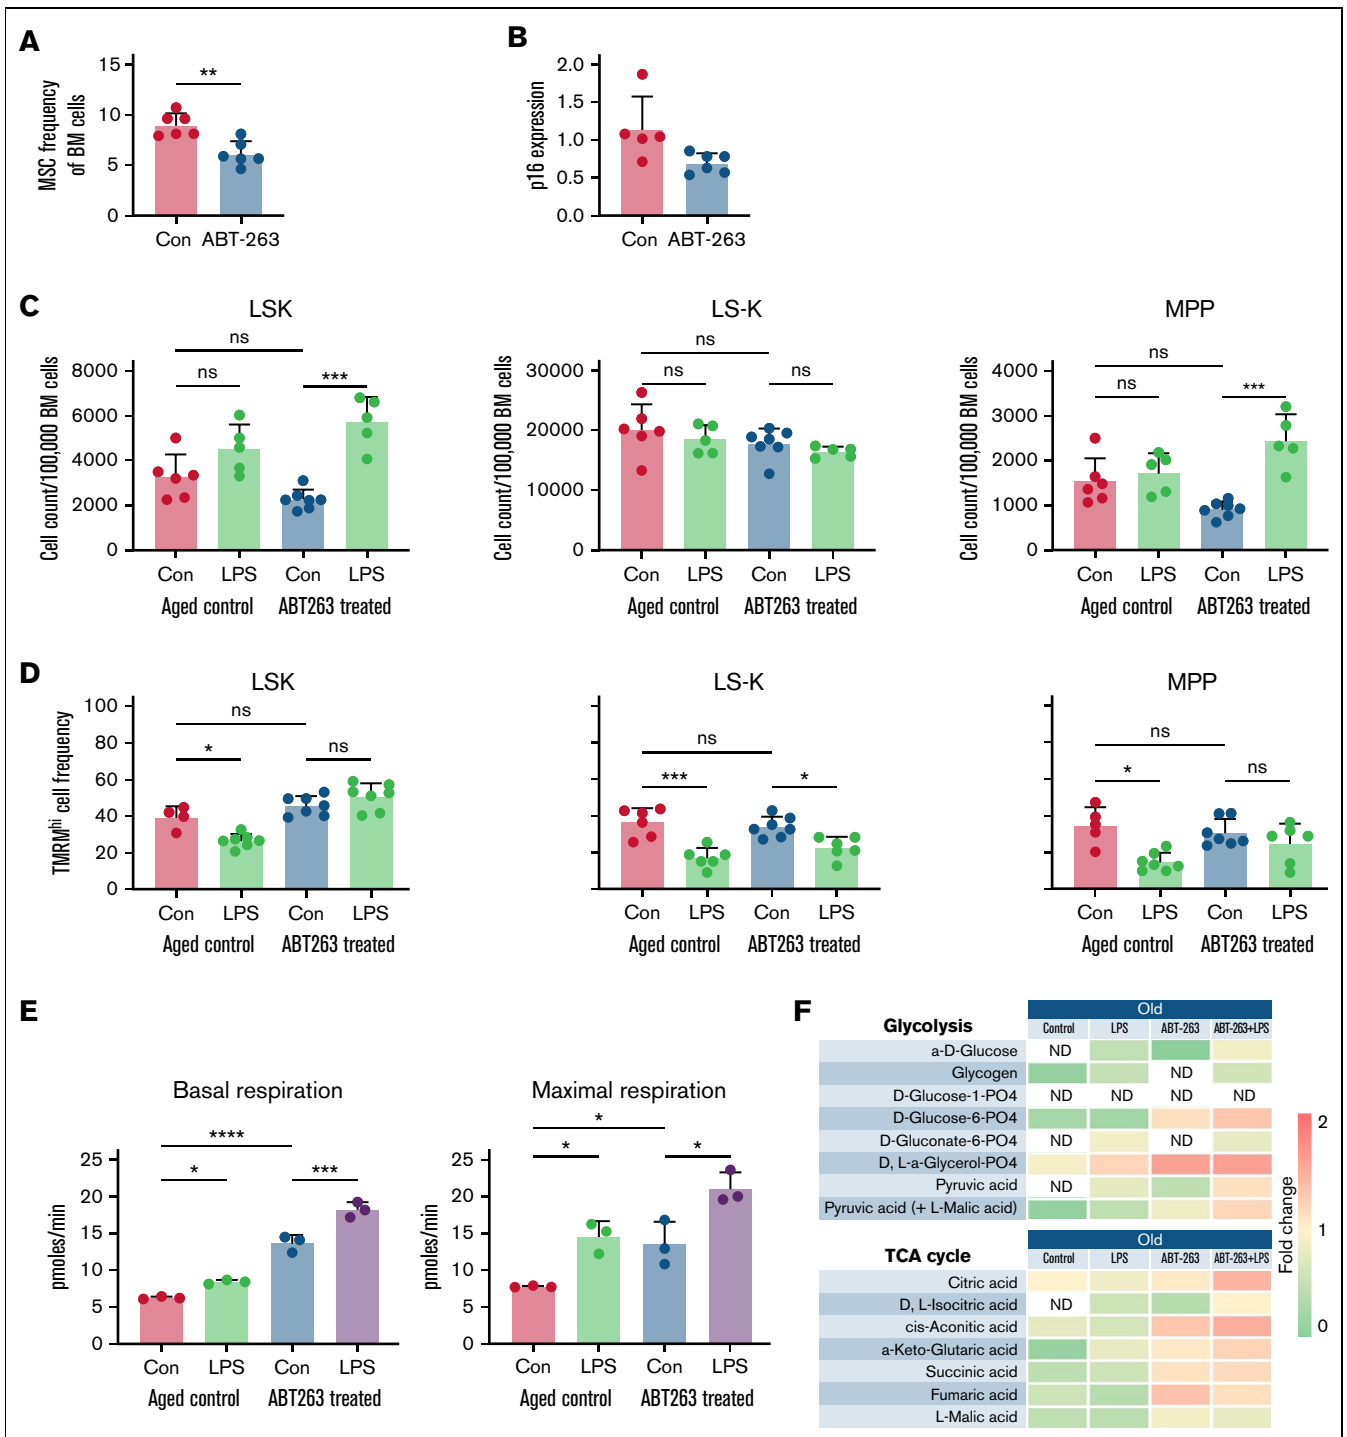 A
MSC frequency
of BM cells
15
10
5
0
**
Con ABT-263
B
p16 expression
2.0
1.5
1.0
0.5
0.0
Con ABT-263
C
LSK
Cell count/100,000 BM cells
8000
6000
4000
2000
0
ns
ns
***
Con LPS Con LPS
Aged control ABT263 treated
LS-K
Cell count/100,000 BM cells
30000
20000
10000
0
ns
ns
ns
Con LPS Con LPS
Aged control ABT263 treated
MPP
Cell count/100,000 BM cells
4000
3000
2000
1000
0
ns
ns
***
Con LPS Con LPS
Aged control ABT263 treated
D
LSK
TMRMhi cell frequency
100
80
60
40
20
0
ns
*
ns
Con LPS Con LPS
Aged control ABT263 treated
LS-K
ns
***
*
Con LPS Con LPS
Aged control ABT263 treated
MPP
ns
*
ns
Con LPS Con LPS
Aged control ABT263 treated
E
Basal respiration
pmoles/min
25
20
15
10
5
0
****
*
***
Con LPS Con LPS
Aged control ABT263 treated
Maximal respiration
pmoles/min
25
20
15
10
5
0
*
*
*
Con LPS Con LPS
Aged control ABT263 treated
F
Old
Glycolysis Control LPS ABT-263 ABT-263+LPS
a-D-Glucose ND
Glycogen ND
D-Glucose-1-PO4 ND ND ND ND
D-Glucose-6-PO4
D-Gluconate-6-PO4 ND ND
D, L-a-Glycerol-PO4
Pyruvic acid ND
Pyruvic acid (+ L-Malic acid)
Old
TCA cycle Control LPS ABT-263 ABT-263+LPS
Citric acid
D, L-Isocitric acid ND
cis-Aconitic acid
a-Keto-Glutaric acid
Succinic acid
Fumaric acid
L-Malic acid
Fold change
2
1
0